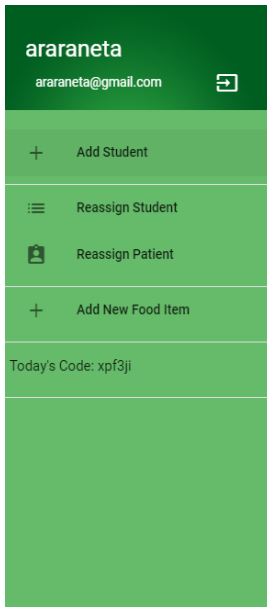 araraneta
araraneta@gmail.com
Add Student
Reassign Student
Reassign Patient
Add New Food Item
Today's Code: xpf3ji